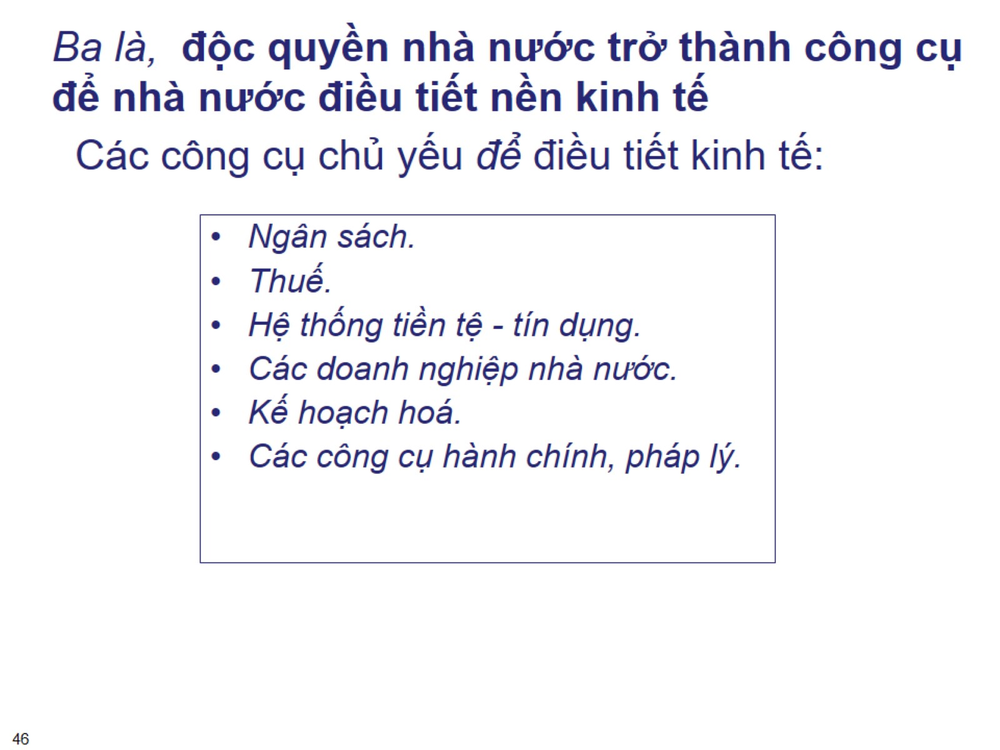 Ba là, độc quyền nhà nước trở thành công cụ
để nhà nước điều tiết nền kinh tế
Các công cụ chủ yếu để điều tiết kinh tế:
• Ngân sách.
• Thuế.
• Hệ thống tiền tệ - tín dụng.
• Các doanh nghiệp nhà nước.
• Kế hoạch hoá.
• Các công cụ hành chính, pháp lý.
46